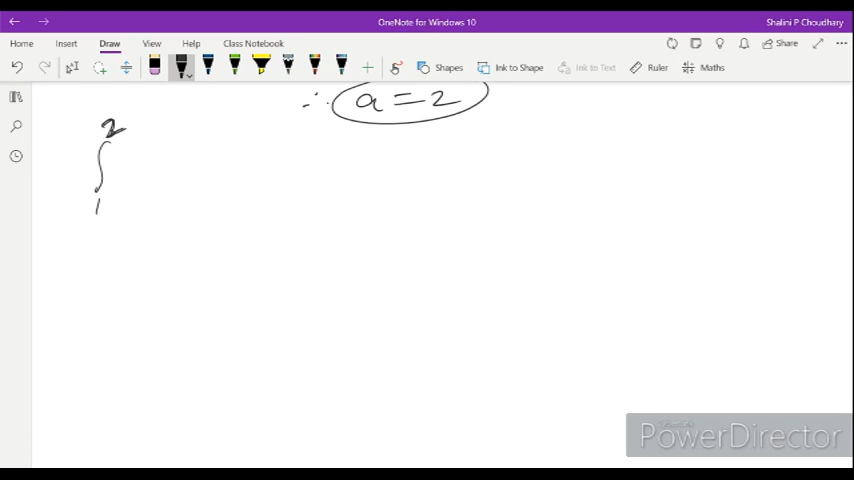 OneNote for Windows 10
Shalini P Choudhary
Home Insert Draw View Help Class Notebook Share
Shapes Ink to Shape Ink to Text Ruler Maths
∴ a = 2
2
∫
1
PowerDirector